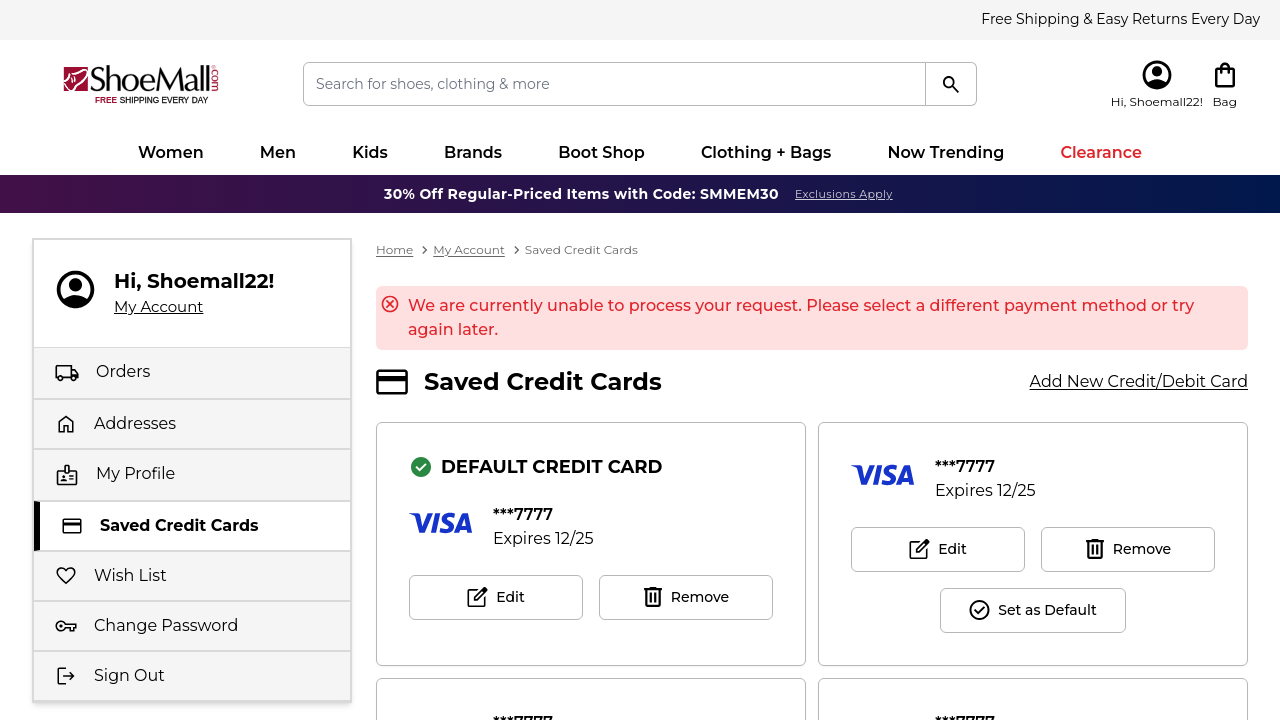 Free Shipping & Easy Returns Every Day
ShoeMall.com
FREE SHIPPING EVERY DAY
Search for shoes, clothing & more
Hi, Shoemall22!
Bag
Women
Men
Kids
Brands
Boot Shop
Clothing + Bags
Now Trending
Clearance
30% Off Regular-Priced Items with Code: SMMEM30 Exclusions Apply
Hi, Shoemall22!
My Account
Orders
Addresses
My Profile
Saved Credit Cards
Wish List
Change Password
Sign Out
Home > My Account > Saved Credit Cards
We are currently unable to process your request. Please select a different payment method or try
again later.
Saved Credit Cards
Add New Credit/Debit Card
DEFAULT CREDIT CARD
VISA
***7777
Expires 12/25
Edit
Remove
VISA
***7777
Expires 12/25
Edit
Remove
Set as Default
***7777
***7777